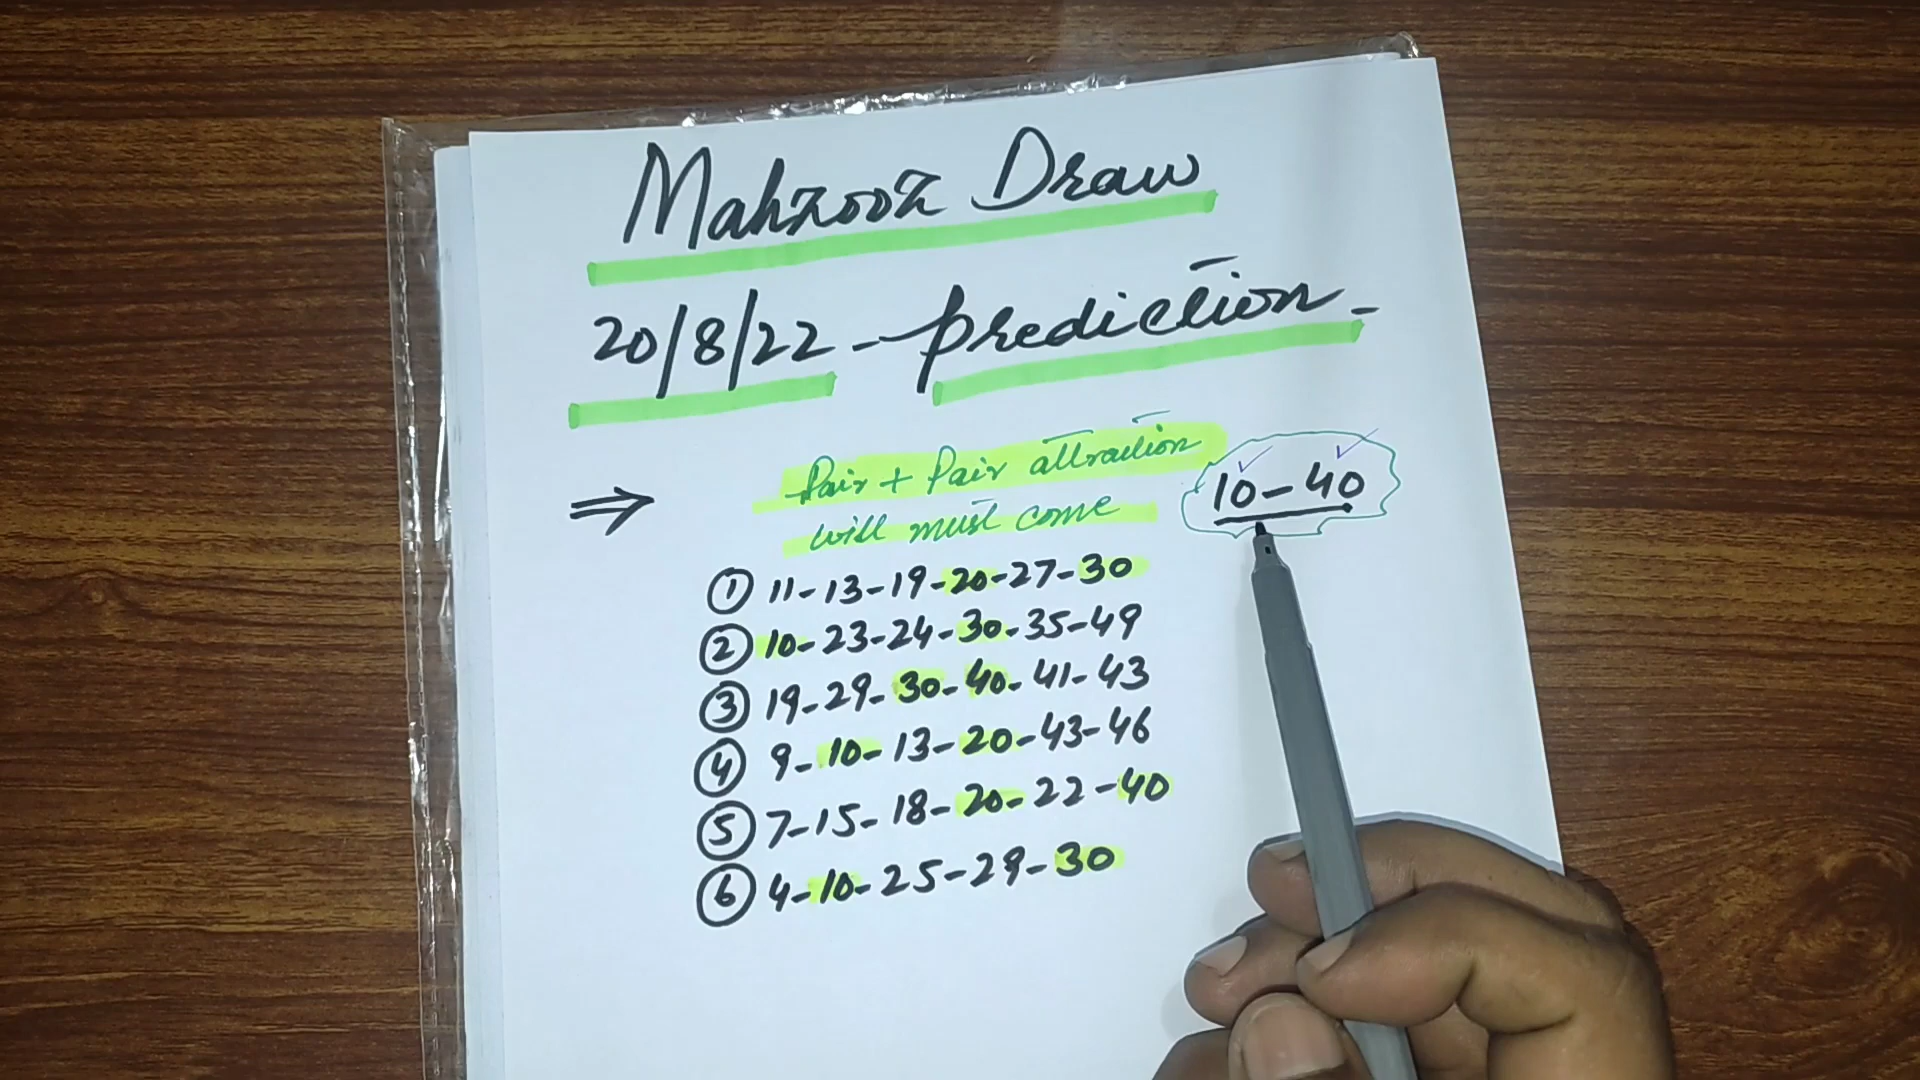 Mahzooz Draw
20/8/22 - prediction -
⇒ Pair + Pair attraction
will must come
10-40
① 11-13-19-20-27-30
② 10-23-24-30-35-49
③ 19-29-30-40-41-43
④ 9-10-13-20-43-46
⑤ 7-15-18-20-22-40
⑥ 4-10-25-29-30